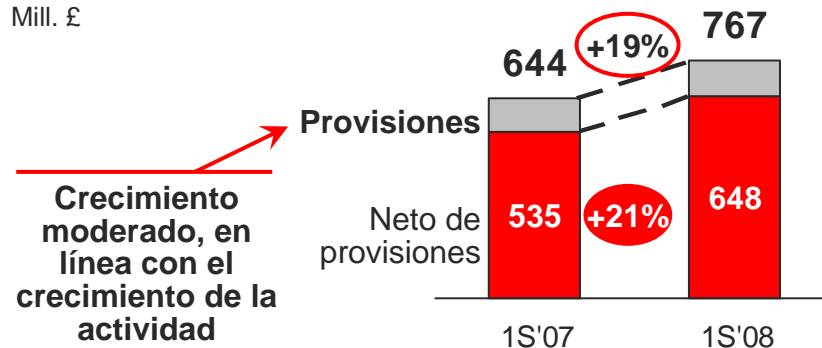 Mill. £
644
+19%
767
Provisiones
Crecimiento
moderado, en
línea con el
crecimiento de la
actividad
Neto de
provisiones
535
+21%
648
1S'07
1S'08